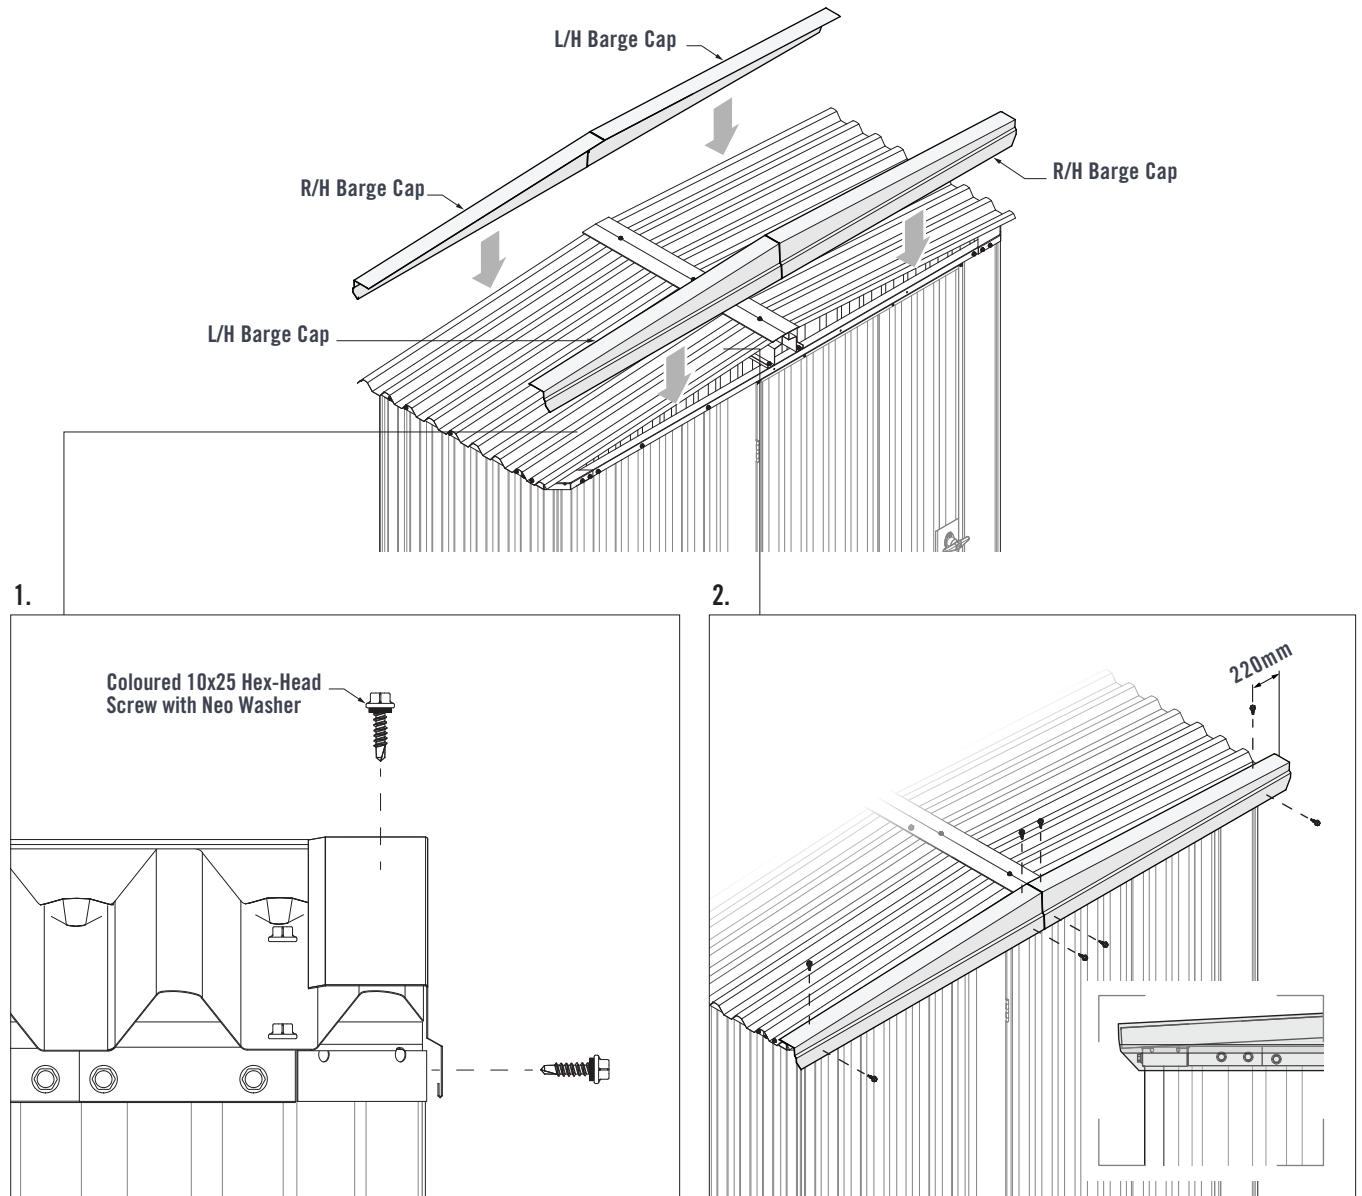 L/H Barge Cap
R/H Barge Cap
R/H Barge Cap
L/H Barge Cap
1.
Coloured 10x25 Hex-Head
Screw with Neo Washer
2.
220mm